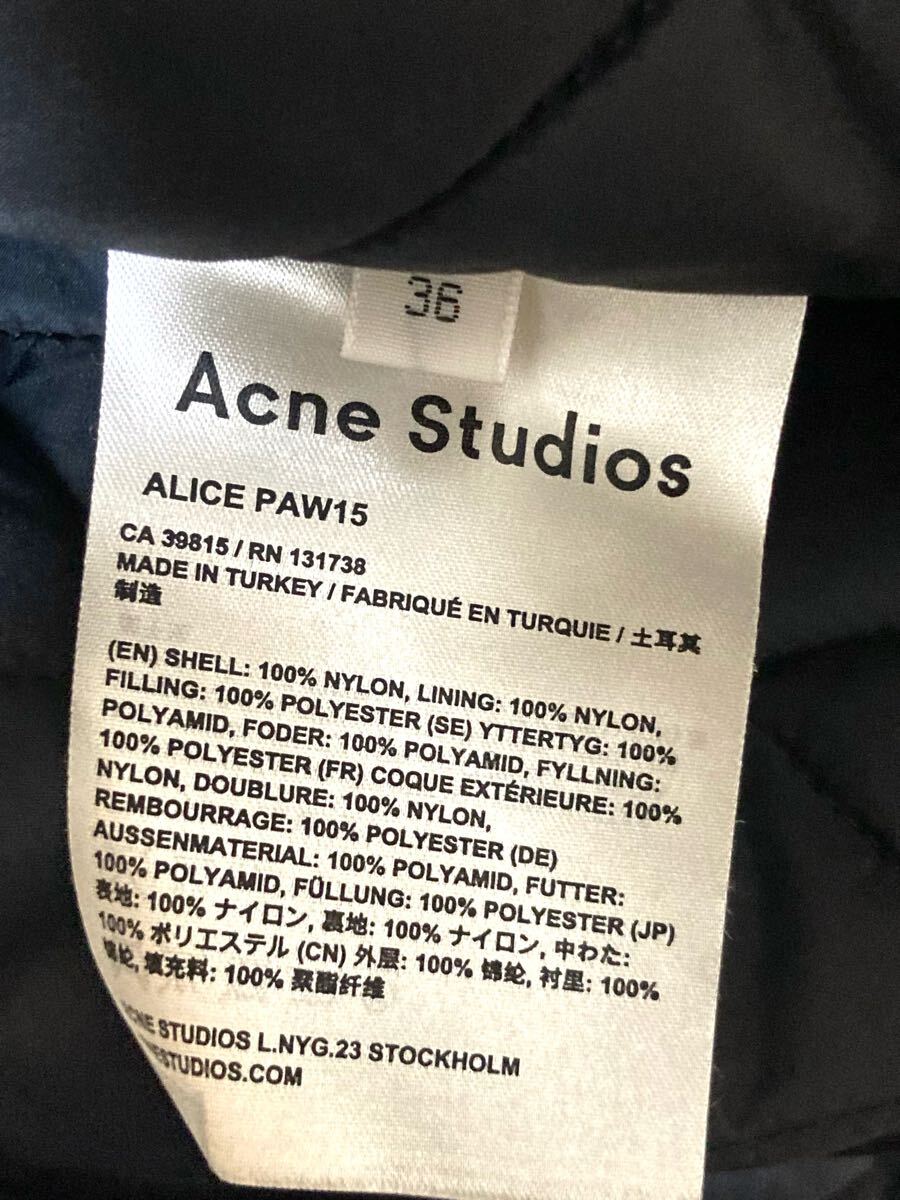 36
Acne Studios
ALICE PAW15
CA 39815 / RN 131738
MADE IN TURKEY / FABRIQUÉ EN TURQUIE / 土耳其
制造
(EN) SHELL: 100% NYLON, LINING: 100% NYLON,
FILLING: 100% POLYESTER (SE) YTTERTYG: 100%
POLYAMID, FODER: 100% POLYAMID, FYLLNING:
100% POLYESTER (FR) COQUE EXTÉRIEURE: 100%
NYLON, DOUBLURE: 100% NYLON,
REMBOURRAGE: 100% POLYESTER (DE)
AUSSENMATERIAL: 100% POLYAMID, FUTTER:
100% POLYAMID, FÜLLUNG: 100% POLYESTER (JP)
表地: 100% ナイロン, 裏地: 100% ナイロン, 中わた:
100% ポリエステル (CN) 外层: 100% 锦纶, 衬里: 100%
锦纶, 填充料: 100% 聚酯纤维
ACNE STUDIOS L.NYG.23 STOCKHOLM
ESTUDIOS.COM